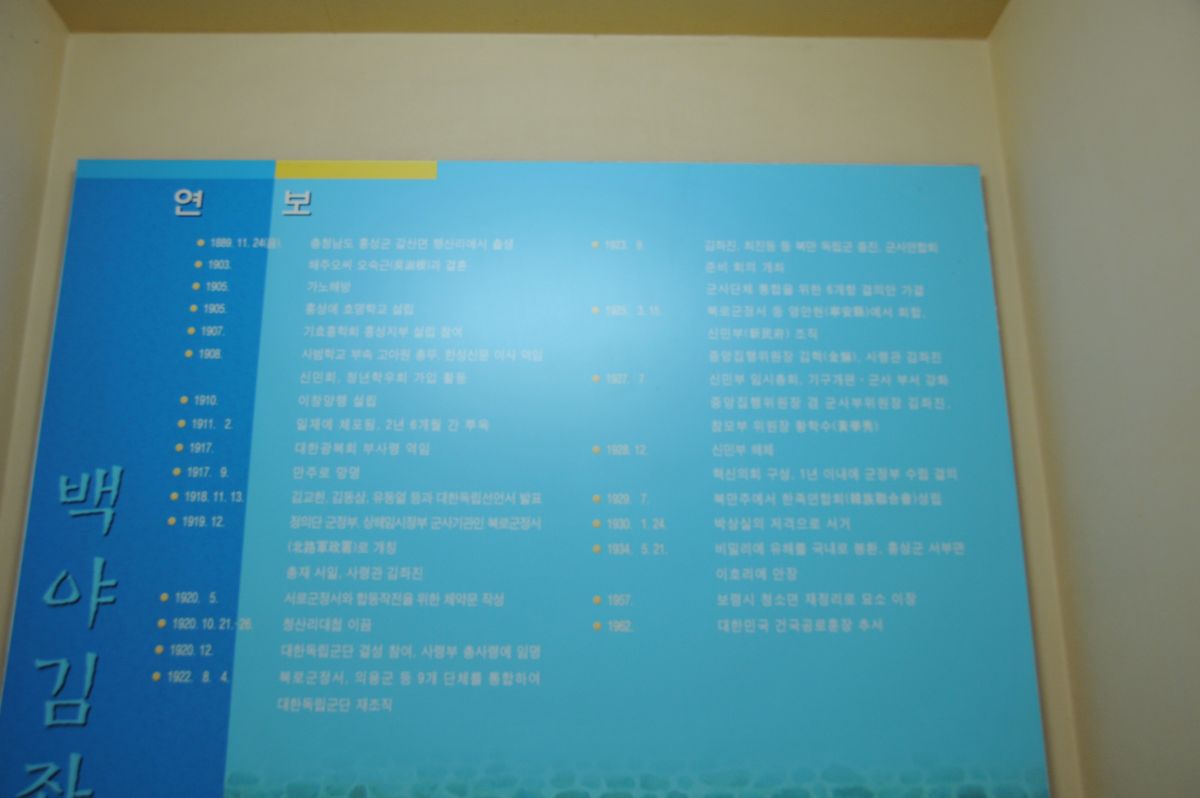 연 보
1889. 11. 24(음). 충청남도 홍성군 갈산면 행산리에서 출생
1903. 해주오씨 오숙근(吳淑根)과 결혼
1905. 가노해방
1905. 홍성에 호명학교 설립
1907. 기호흥학회 홍성지부 설립 참여
1908. 사범학교 부속 고아원 총무, 한성신문 이사 역임
신민회, 청년학우회 가입 활동
1910. 이창양행 설립
1911. 2. 일제에 체포됨, 2년 6개월 간 투옥
1917. 대한광복회 부사령 역임
1917. 9. 만주로 망명
1918. 11. 13. 김교헌, 김동삼, 유동열 등과 대한독립선언서 발표
1919. 12. 정의단 군정부, 상해임시정부 군사기관인 북로군정서
(北路軍政署)로 개칭
총재 서일, 사령관 김좌진
1920. 5. 서로군정서와 합동작전을 위한 체약문 작성
1920. 10. 21.-26. 청산리대첩 이끔
1920. 12. 대한독립군단 결성 참여, 사령부 총사령에 임명
1922. 8. 4. 북로군정서, 의용군 등 9개 단체를 통합하여
대한독립군단 재조직
1923. 9. 김좌진, 최진동 등 북만 독립군 중진, 군사연합회
준비 회의 개최
군사단체 통합을 위한 6개항 결의안 가결
1925. 3. 15. 북로군정서 등 영안현(寧安縣)에서 회합,
신민부(新民府) 조직
중앙집행위원장 김혁(金爀), 사령관 김좌진
1927. 7 신민부 임시총회, 기구개편·군사 부서 강화
중앙집행위원장 겸 군사부위원장 김좌진,
참모부 위원장 황학수(黃學秀)
1928. 12. 신민부 해체
혁신의회 구성, 1년 이내에 군정부 수립 결의
1929. 7. 북만주에서 한족연합회(韓族聯合會)성립
1930. 1. 24. 박상실의 저격으로 서거
1934. 5. 21. 비밀리에 유해를 국내로 봉환, 홍성군 서부면
이호리에 안장
1957. 보령시 청소면 재정리로 묘소 이장
1962. 대한민국 건국공로훈장 추서
백야김좌